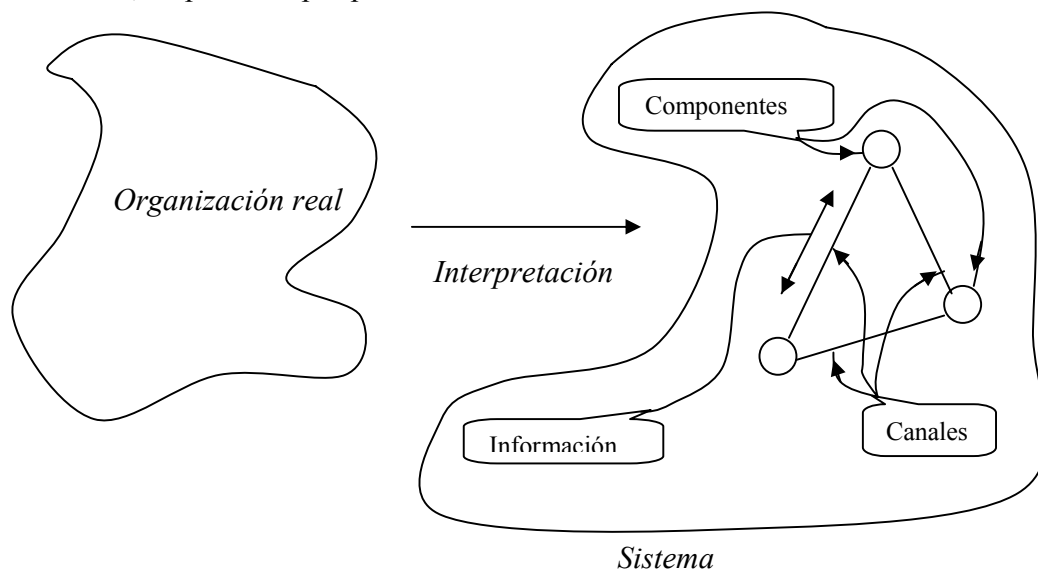 Componentes
Organización real
Interpretación
Información
Canales
Sistema